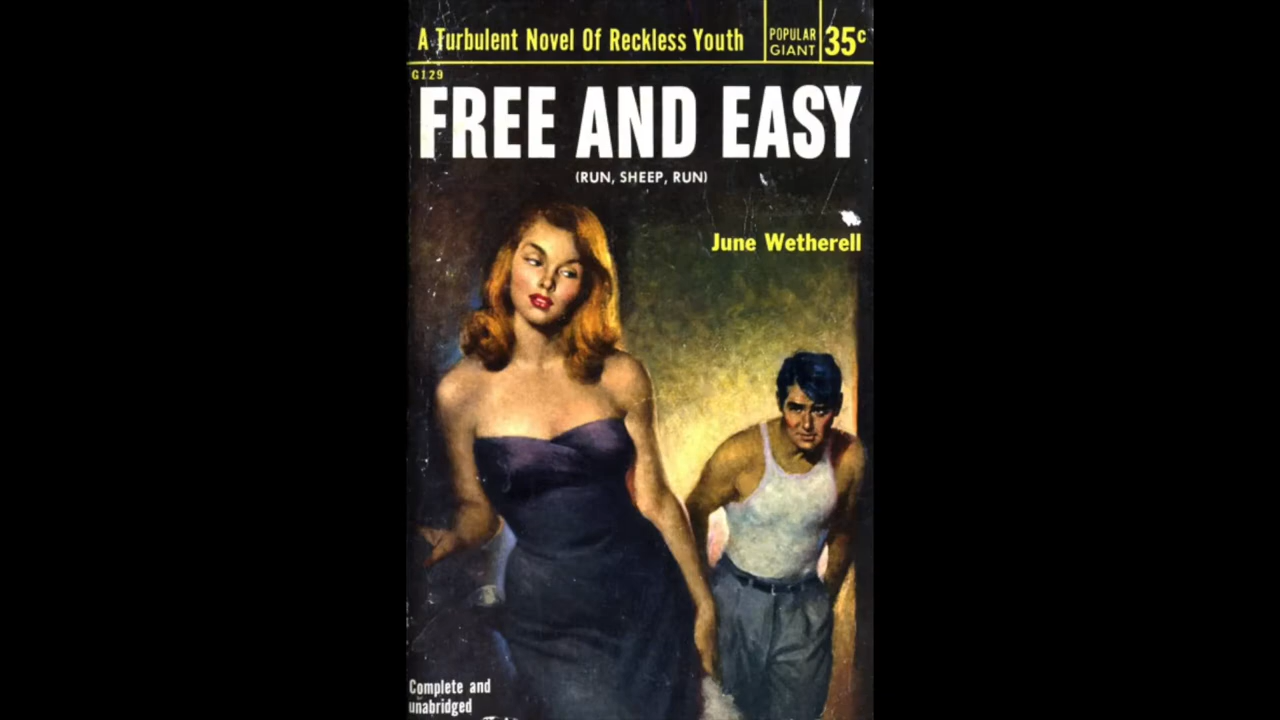 A Turbulent Novel Of Reckless Youth
POPULAR
GIANT
35c
G129
FREE AND EASY
(RUN, SHEEP, RUN)
June Wetherell
Complete and
unabridged